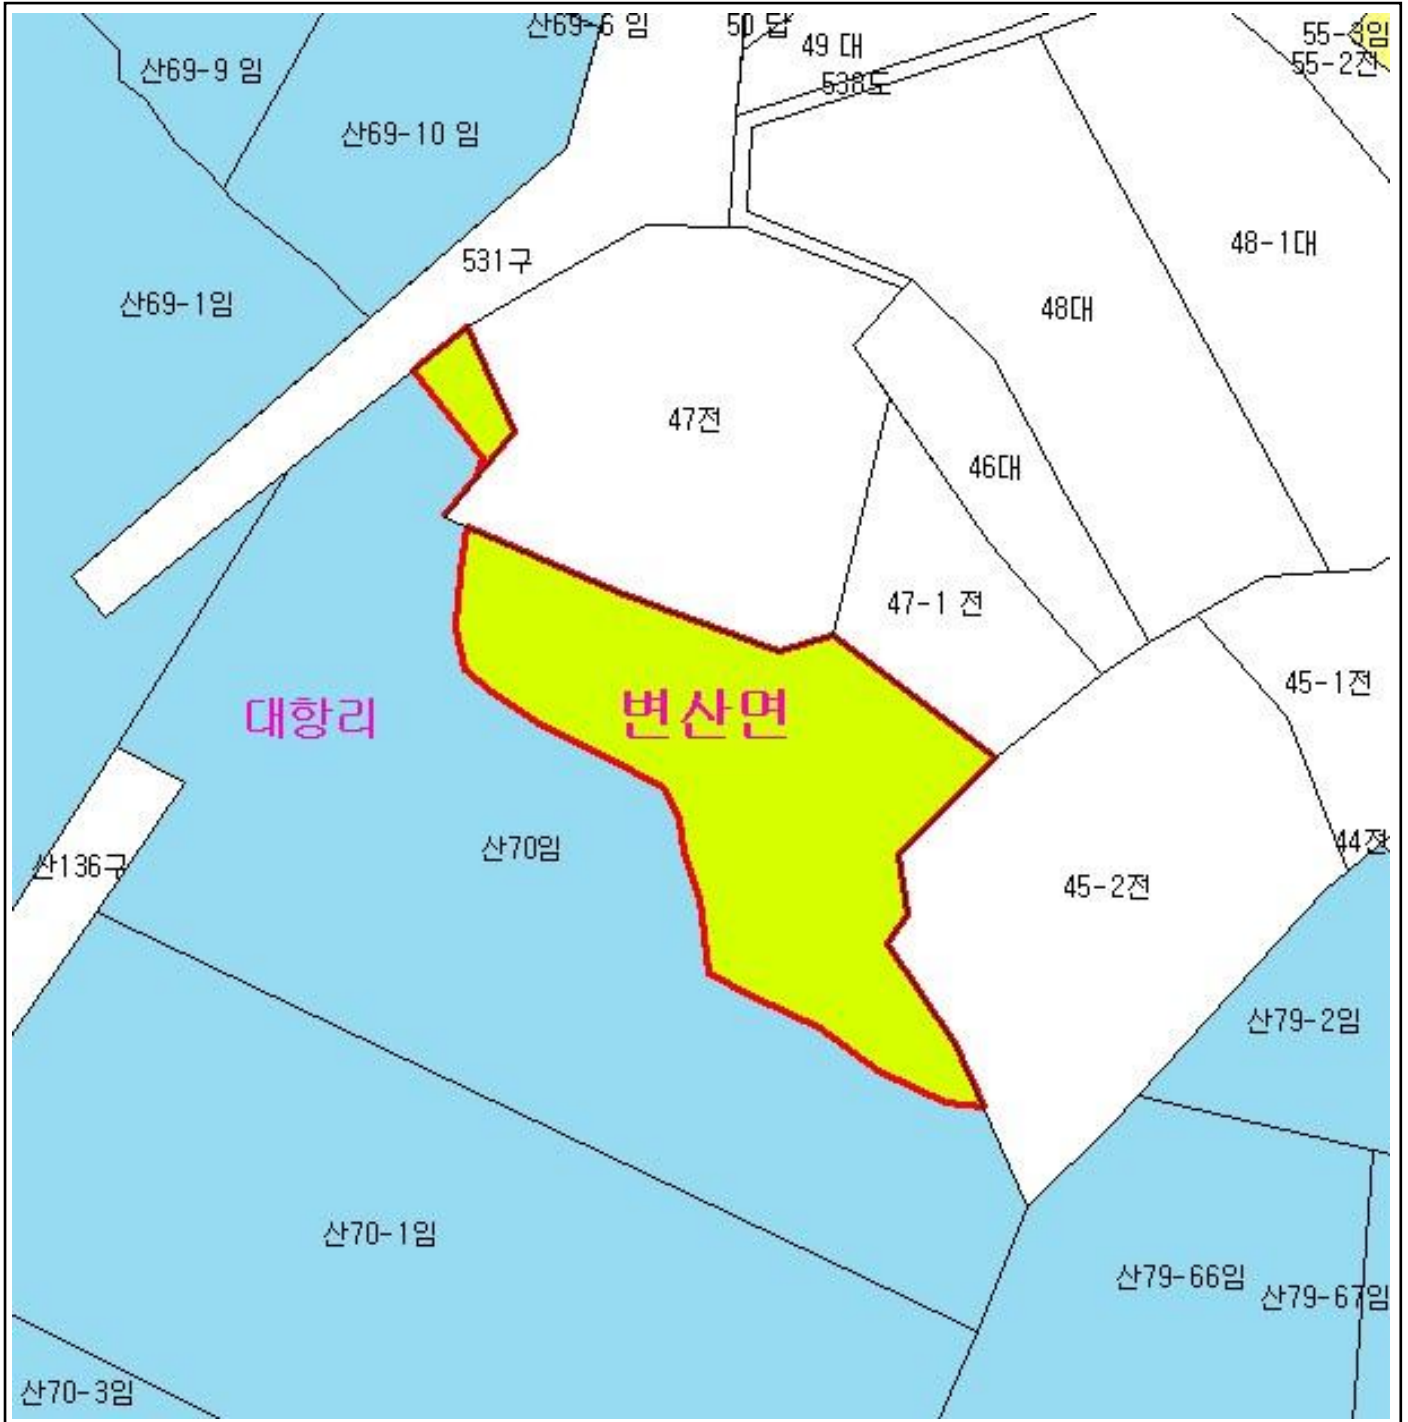 산69-6 임
50 답
49 대
55-3임
55-2전
산69-9 임
538도
산69-10 임
48-1대
531구
산69-1임
48대
47전
46대
47-1 전
45-1전
대항리
변산면
44전
산70임
산136구
45-2전
산79-2임
산70-1임
산79-66임
산79-67임
산70-3임